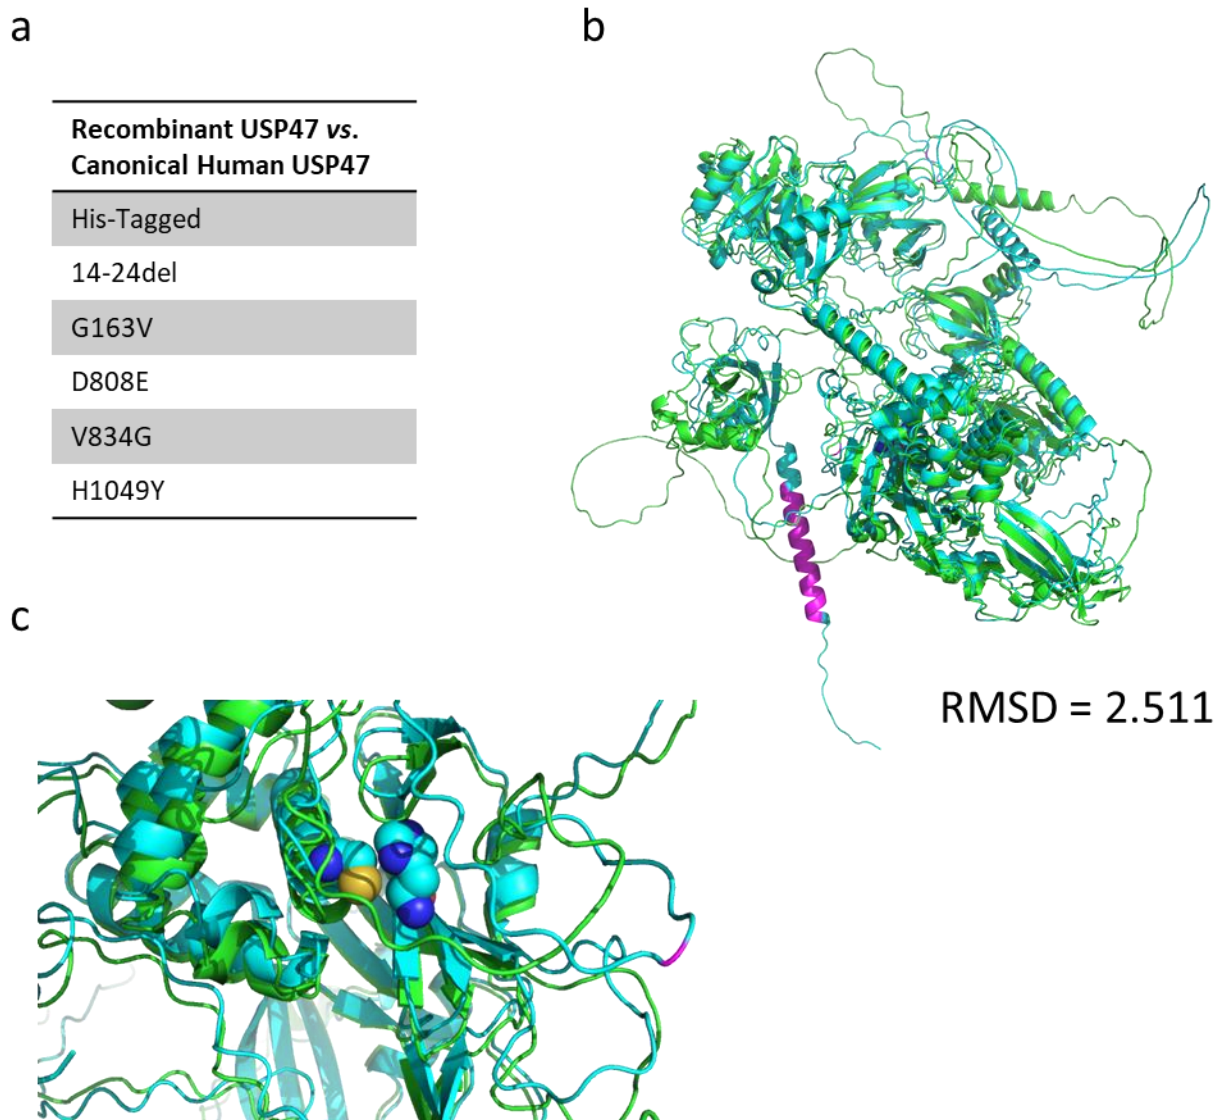 a
b
Recombinant USP47 vs.
Canonical Human USP47
His-Tagged
14-24del
G163V
D808E
V834G
H1049Y
c
RMSD = 2.511